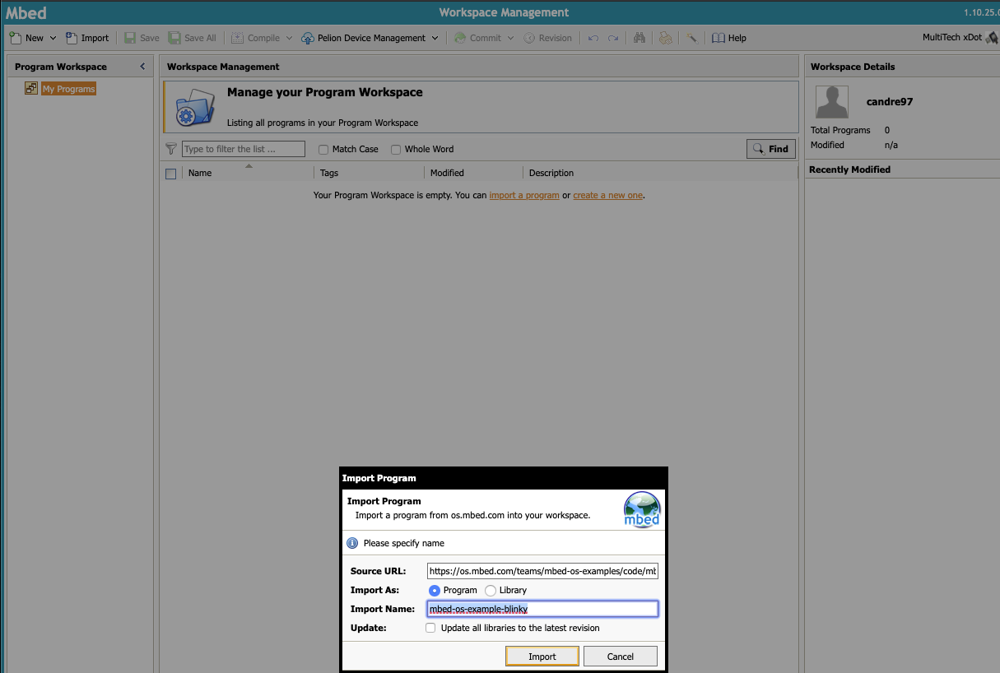 Mbed
Workspace Management
1.10.25.
New
Import
Save
Save All
Compile
Pelion Device Management
Commit
Revision
Help
MultiTech xDot
Program Workspace
My Programs
Workspace Management
Manage your Program Workspace
Listing all programs in your Program Workspace
Type to filter the list ...
Match Case
Whole Word
Find
Name
Tags
Modified
Description
Your Program Workspace is empty. You can import a program or create a new one.
Workspace Details
candre97
Total Programs 0
Modified n/a
Recently Modified
Import Program
Import Program
Import a program from os.mbed.com into your workspace.
mbed
Please specify name
Source URL: https://os.mbed.com/teams/mbed-os-examples/code/mb
Import As: Program Library
Import Name: mbed-os-example-blinky
Update: Update all libraries to the latest revision
Import
Cancel